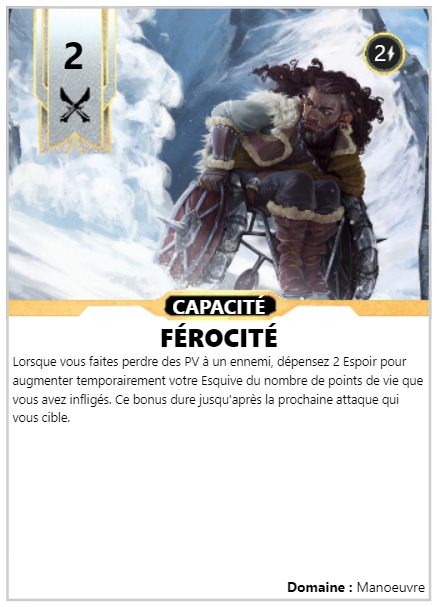 2
2
CAPACITÉ
FÉROCITÉ
Lorsque vous faites perdre des PV à un ennemi, dépensez 2 Espoir pour
augmenter temporairement votre Esquive du nombre de points de vie que
vous avez infligés. Ce bonus dure jusqu'après la prochaine attaque qui
vous cible.
Domaine : Manoeuvre